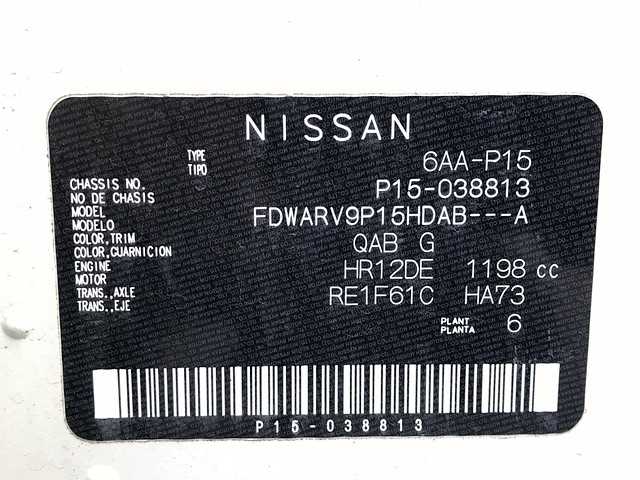 NISSAN
TYPE 6AA-P15
TIPO
CHASSIS NO. P15-038813
NO DE CHASIS
MODEL FDWARV9P15HDAB---A
MODELO
COLOR,TRIM QAB G
COLOR,CUARNICION
ENGINE HR12DE 1198 cc
MOTOR
TRANS.,AXLE RE1F61C HA73
TRANS.,EJE
PLANT 6
PLANTA
P15-038813